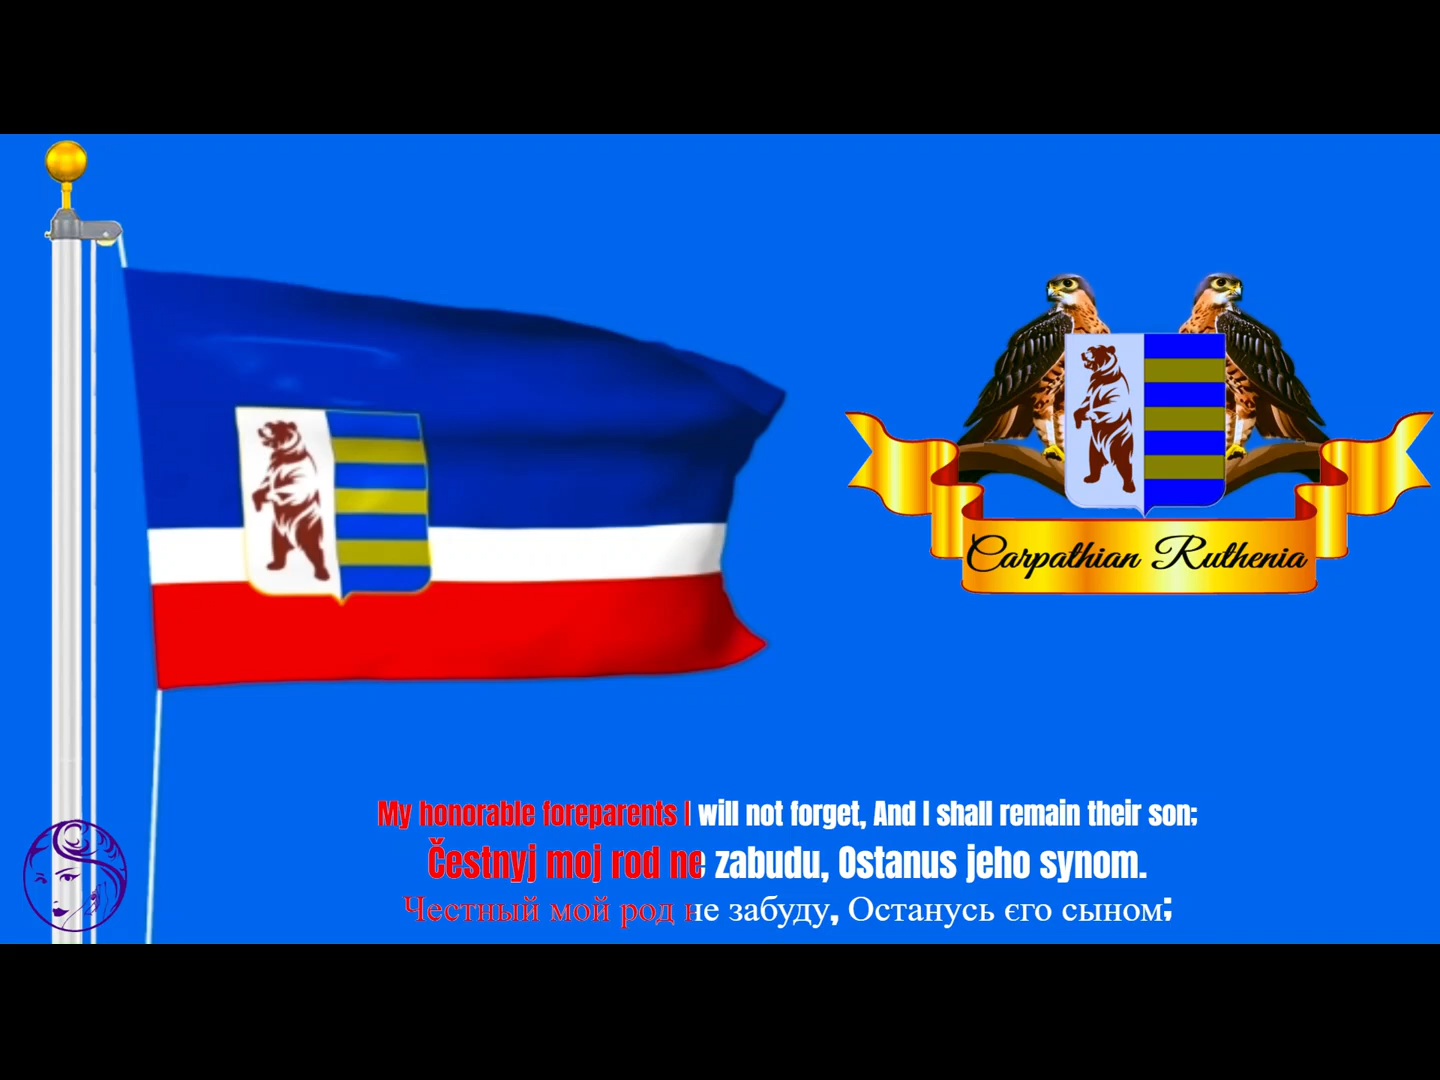 Carpathian Ruthenia
My honorable foreparents I will not forget, And I shall remain their son;
Čestnyj moj rod ne zabudu, Ostanus jeho synom.
Честный мой род не забуду, Останусь єго сыном;